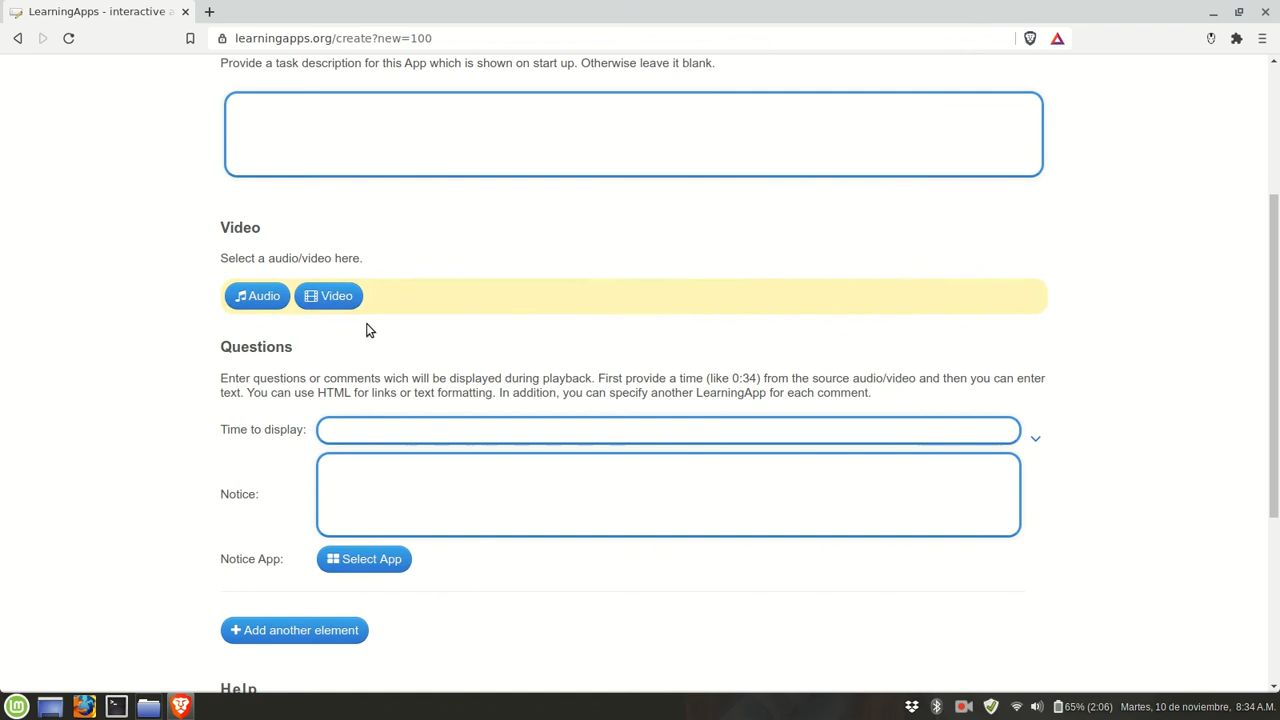 LearningApps - interactive a
learningapps.org/create?new=100
Provide a task description for this App which is shown on start up. Otherwise leave it blank.
Video
Select a audio/video here.
Audio
Video
Questions
Enter questions or comments wich will be displayed during playback. First provide a time (like 0:34) from the source audio/video and then you can enter
text. You can use HTML for links or text formatting. In addition, you can specify another LearningApp for each comment.
Time to display:
Notice:
Notice App:
Select App
Add another element
Help
65% (2:06)
Martes, 10 de noviembre, 8:34 A.M.